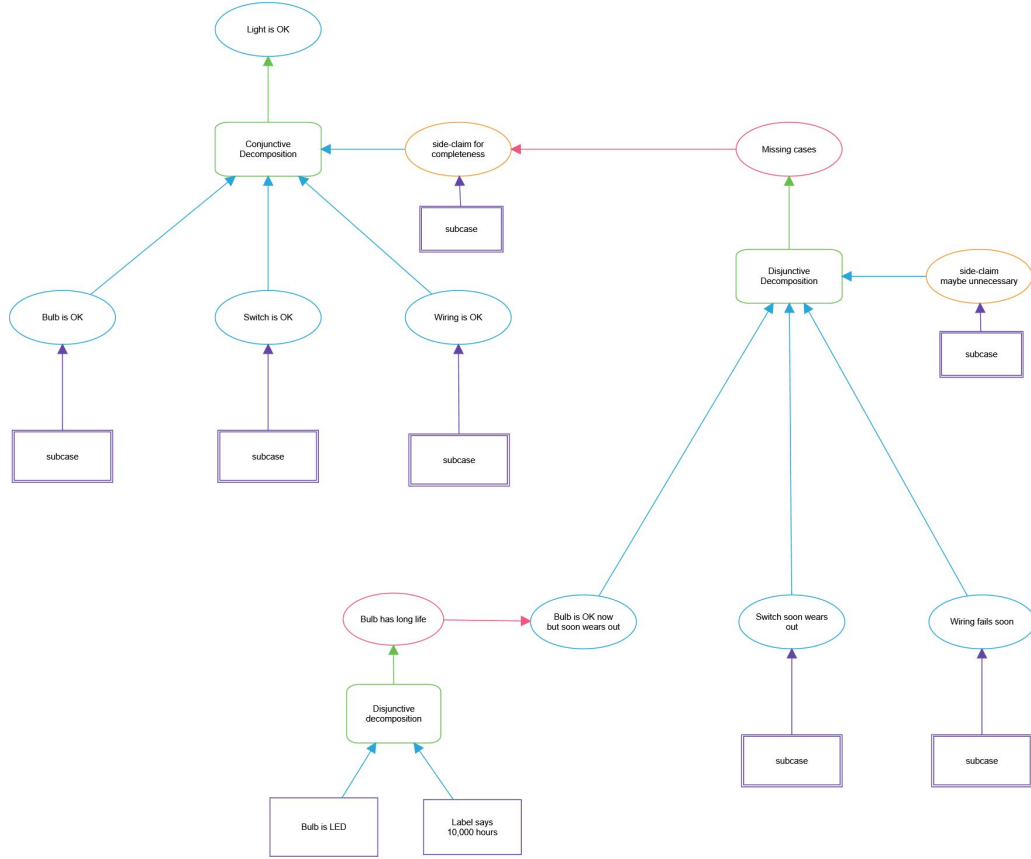 Light is OK
Conjunctive
Decomposition
side-claim for
completeness
Missing cases
subcase
Disjunctive
Decomposition
side-claim
maybe unnecessary
Bulb is OK
Switch is OK
Wiring is OK
subcase
subcase
subcase
subcase
Bulb has long life
Bulb is OK now
but soon wears out
Switch soon wears
out
Wiring fails soon
Disjunctive
decomposition
subcase
subcase
Bulb is LED
Label says
10,000 hours